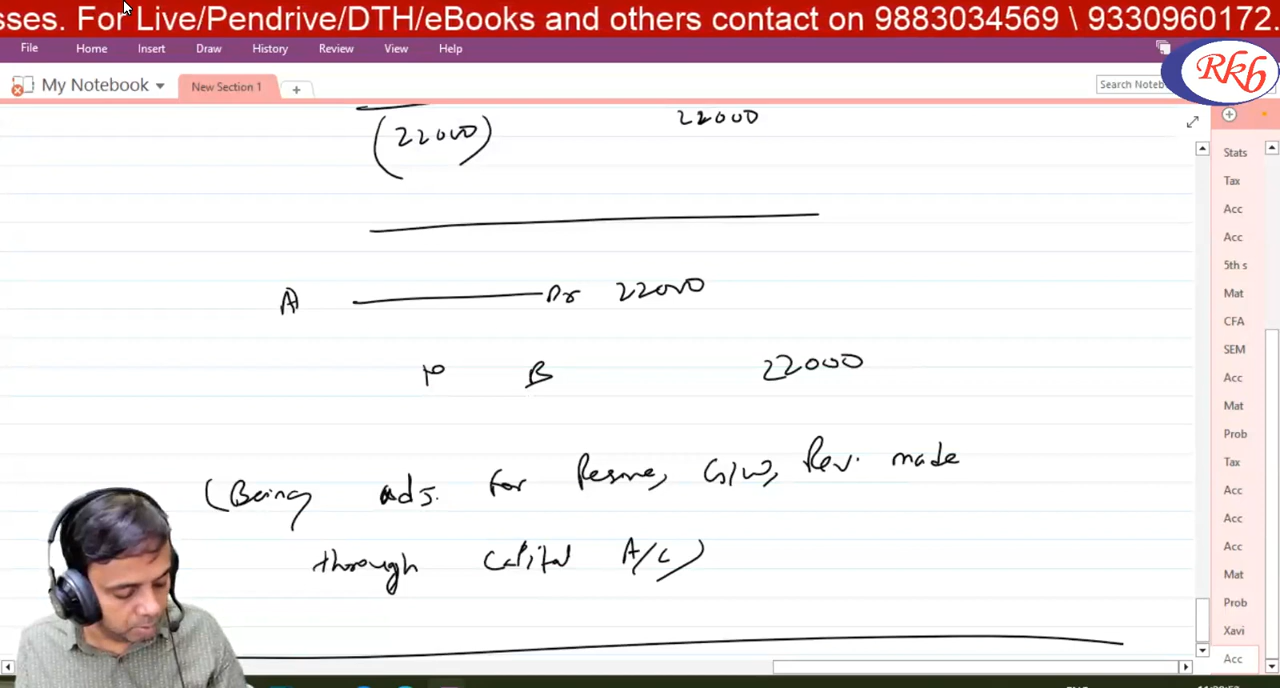 sses. For Live/Pendrive/DTH/eBooks and others contact on 9883034569 \ 9330960172.
File Home Insert Draw History Review View Help
Rkb
My Notebook New Section 1 + Search Noteb
(22000) 22000
A Dr 22000
To B 22000
(Being adj. for Reserve, G/W, Rev. made
through Capital A/C)
Stats
Tax
Acc
Acc
5th s
Mat
CFA
SEM
Acc
Mat
Prob
Tax
Acc
Acc
Acc
Mat
Prob
Xavi
Acc